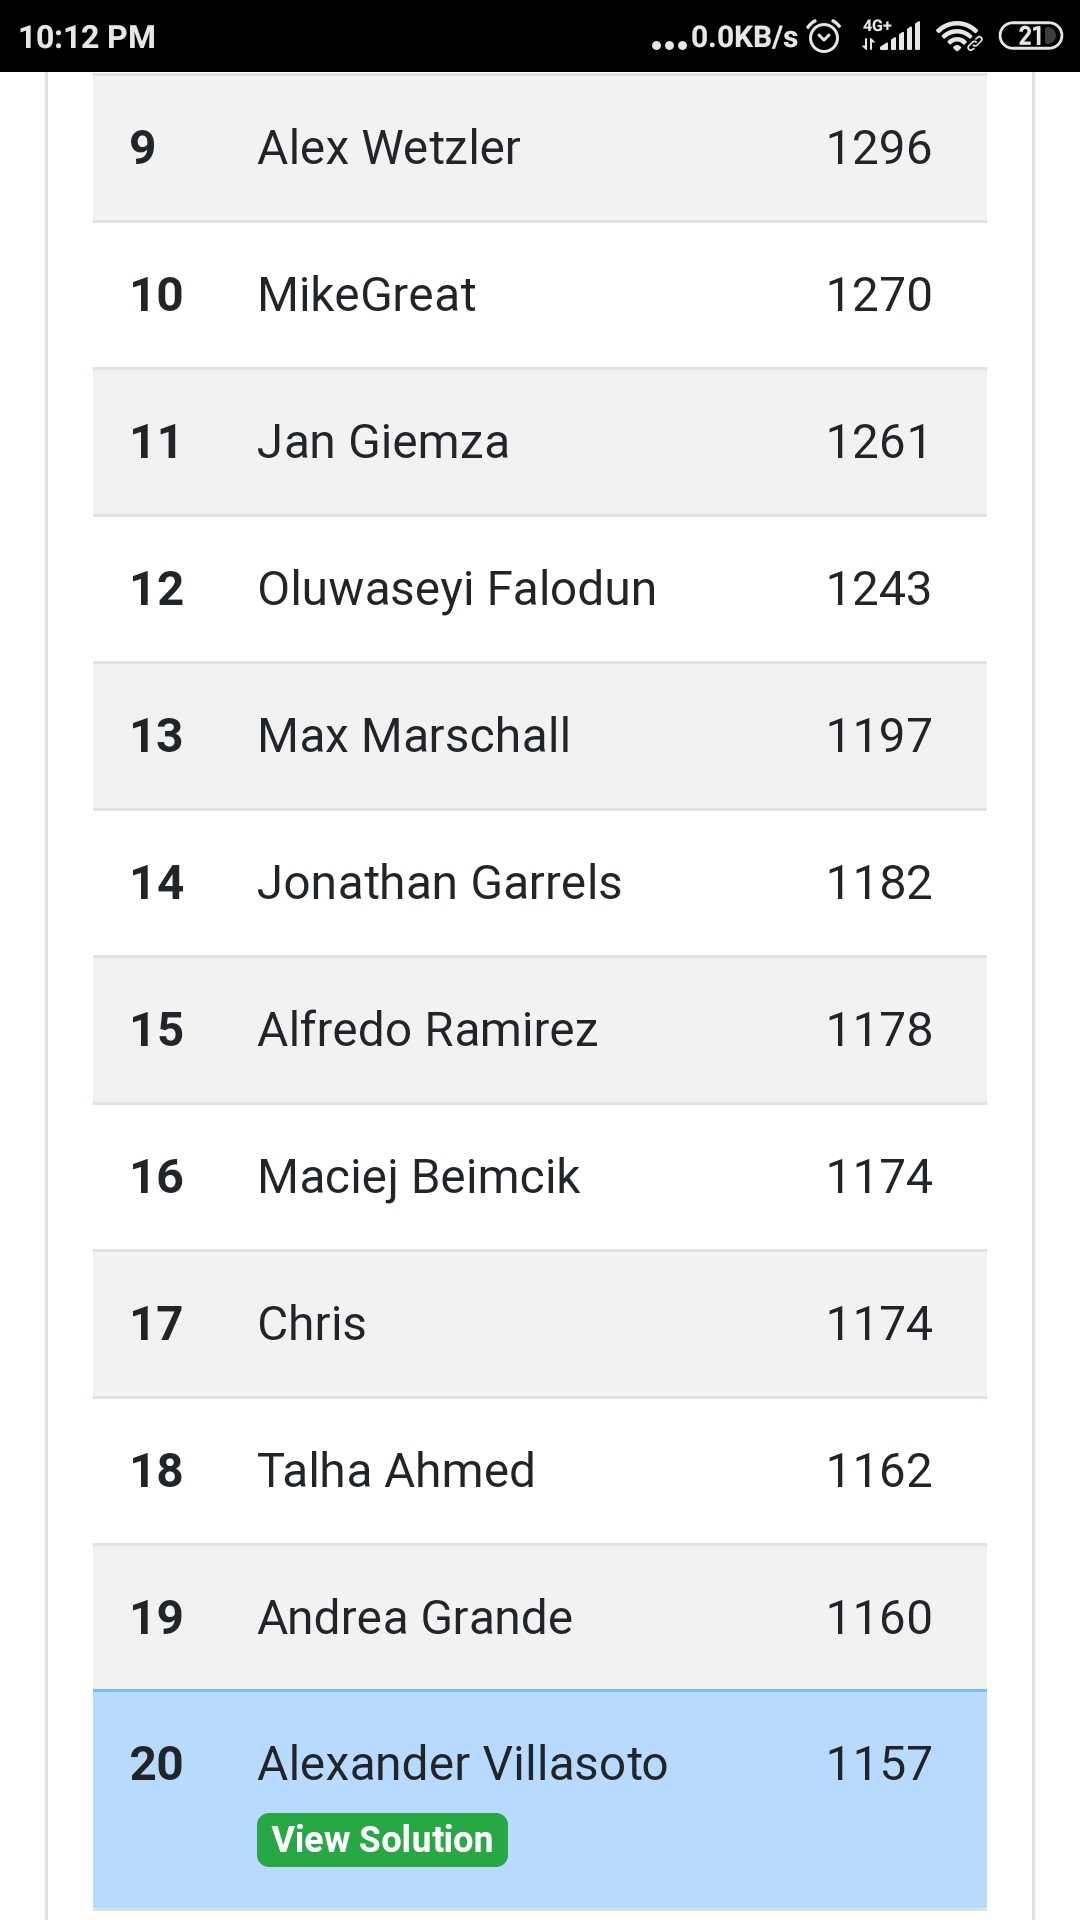 10:12 PM ...0.0KB/s 4G+ 21
9 Alex Wetzler 1296
10 MikeGreat 1270
11 Jan Giemza 1261
12 Oluwaseyi Falodun 1243
13 Max Marschall 1197
14 Jonathan Garrels 1182
15 Alfredo Ramirez 1178
16 Maciej Beimcik 1174
17 Chris 1174
18 Talha Ahmed 1162
19 Andrea Grande 1160
20 Alexander Villasoto 1157
View Solution